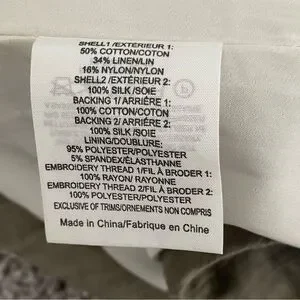 SHELL1/EXTÉRIEUR 1:
50% COTTON/COTON
34% LINEN/LIN
16% NYLON/NYLON
SHELL2 /EXTÉRIEUR 2:
100% SILK /SOIE
BACKING 1/ARRIÈRE 1:
100% COTTON/COTON
BACKING 2/ ARRIÈRE 2:
100% SILK /SOIE
LINING/DOUBLURE:
95% POLYESTER/POLYESTER
5% SPANDEX/ÉLASTHANNE
EMBROIDERY THREAD 1/FIL À BRODER 1:
100% RAYON/ RAYONNE
EMBROIDERY THREAD 2/FIL À BRODER 2:
100% POLYESTER/POLYESTER
EXCLUSIVE OF TRIMS/ORNEMENTS NON COMPRIS
Made in China/Fabrique en Chine